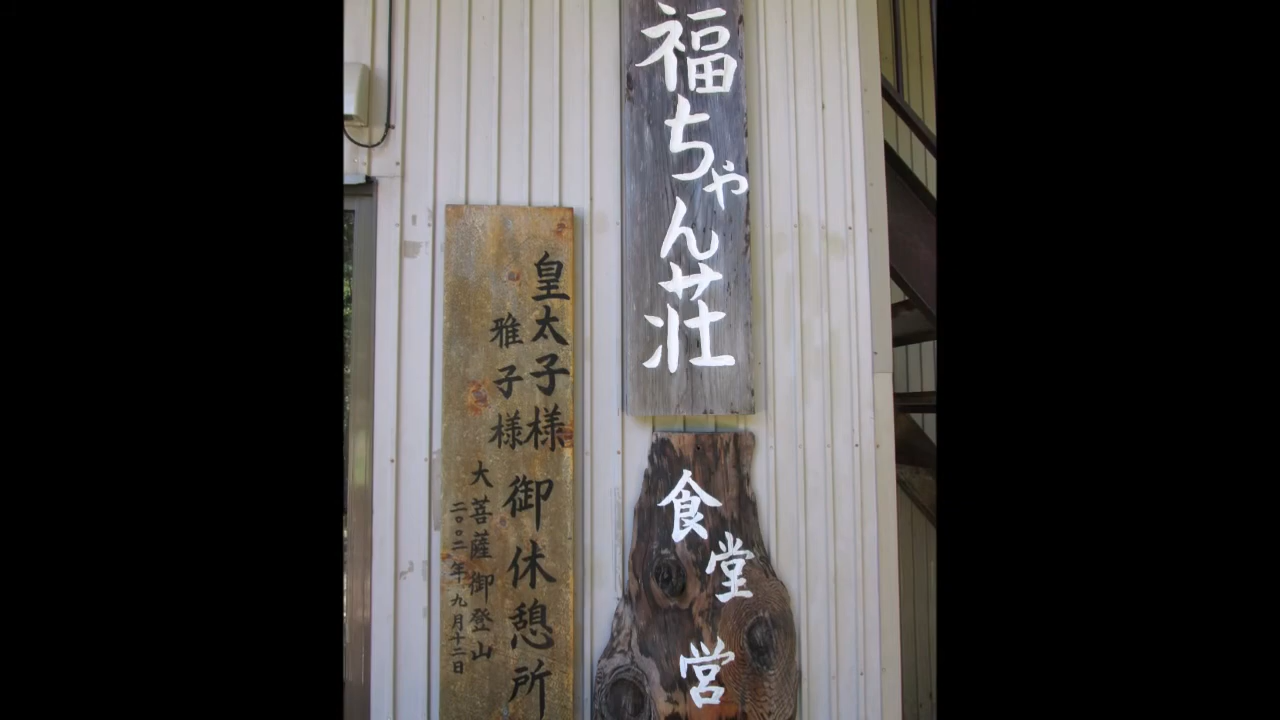 福ちゃん荘
食堂営
皇太子様
雅子様
御休憩所
大菩薩御登山
二〇〇二年九月十二日